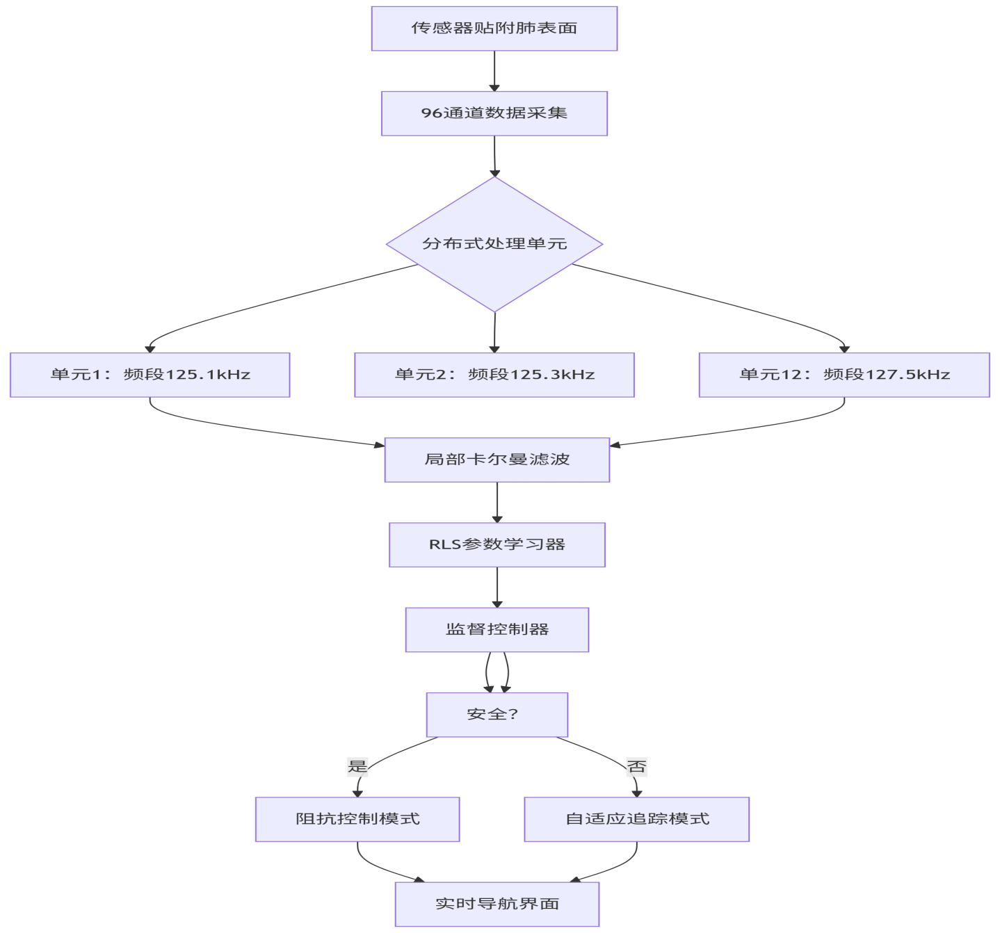 传感器贴附肺表面
96通道数据采集
分布式处理单元
单元1: 频段125.1kHz
单元2: 频段125.3kHz
单元12: 频段127.5kHz
局部卡尔曼滤波
RLS参数学习器
监督控制器
安全?
是
否
阻抗控制模式
自适应追踪模式
实时导航界面